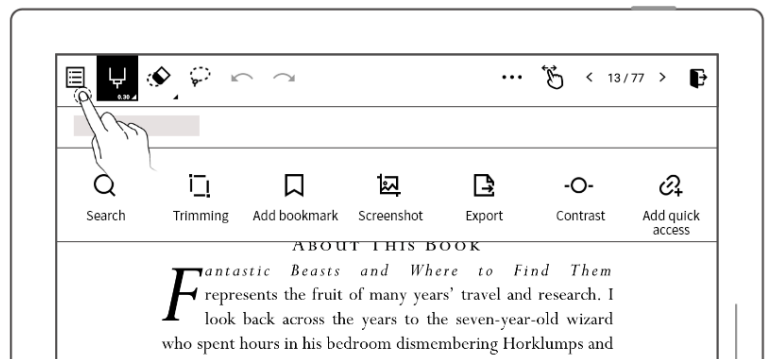 0.30
13 / 77
Search
Trimming
Add bookmark
Screenshot
Export
Contrast
Add quick
access
ABOUT THIS BOOK
Fantastic Beasts and Where to Find Them
represents the fruit of many years’ travel and research. I
look back across the years to the seven-year-old wizard
who spent hours in his bedroom dismembering Horklumps and